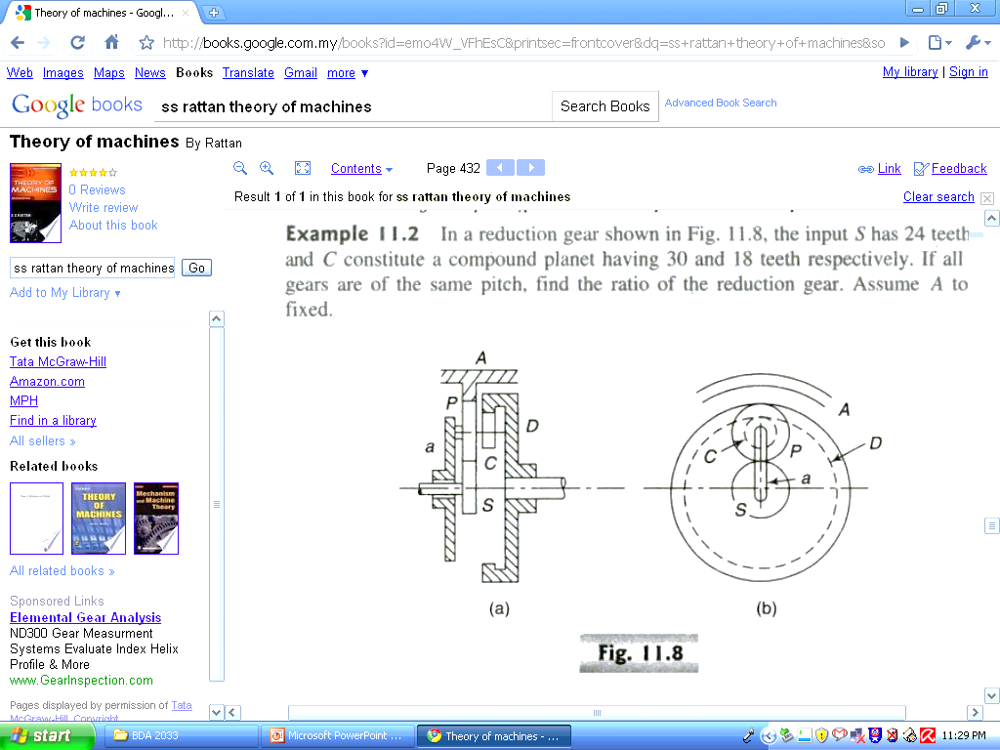 Theory of machines - Googl...
http://books.google.com.my/books?id=emo4W_VFhEsC&printsec=frontcover&dq=ss+rattan+theory+of+machines&so
Web Images Maps News Books Translate Gmail more ▼
My library | Sign in
Google books
ss rattan theory of machines
Search Books
Advanced Book Search
Theory of machines By Rattan
0 Reviews
Write review
About this book
Contents
Page 432
Link
Feedback
Result 1 of 1 in this book for ss rattan theory of machines
Clear search
ss rattan theory of machines
Go
Add to My Library ▼
Get this book
Tata McGraw-Hill
Amazon.com
MPH
Find in a library
All sellers »
Related books
THEORY OF MACHINES
Mechanism and Machine Theory
All related books »
Sponsored Links
Elemental Gear Analysis
ND300 Gear Measurment
Systems Evaluate Index Helix
Profile & More
www.GearInspection.com
Pages displayed by permission of Tata
McGraw-Hill. Copyright
Example 11.2 In a reduction gear shown in Fig. 11.8, the input S has 24 teeth
and C constitute a compound planet having 30 and 18 teeth respectively. If all
gears are of the same pitch, find the ratio of the reduction gear. Assume A to
fixed.
A
P
a
D
C
S
(a)
A
D
C
P
a
S
(b)
Fig. 11.8
start
BDA 2033
Microsoft PowerPoint ...
Theory of machines - ...
11:29 PM